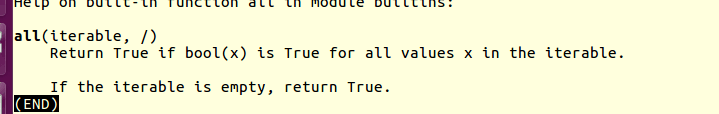 Help on built-in function all in module builtins:
all(iterable, /)
Return True if bool(x) is True for all values x in the iterable.
If the iterable is empty, return True.
(END)